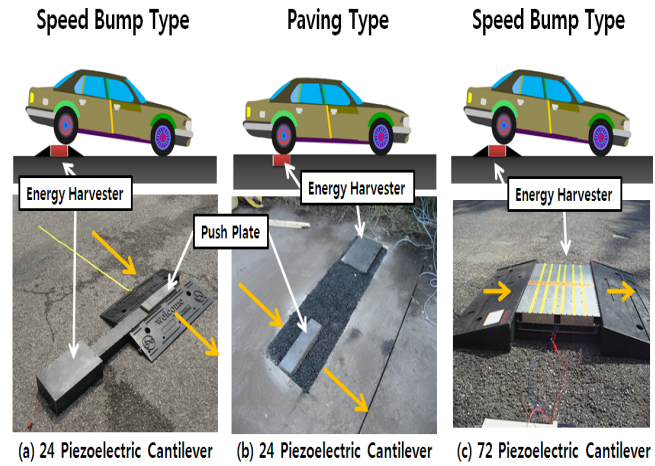 Speed Bump Type
Paving Type
Speed Bump Type
Energy Harvester
Energy Harvester
Energy Harvester
Push Plate
welcome
(a) 24 Piezoelectric Cantilever
(b) 24 Piezoelectric Cantilever
(c) 72 Piezoelectric Cantilever